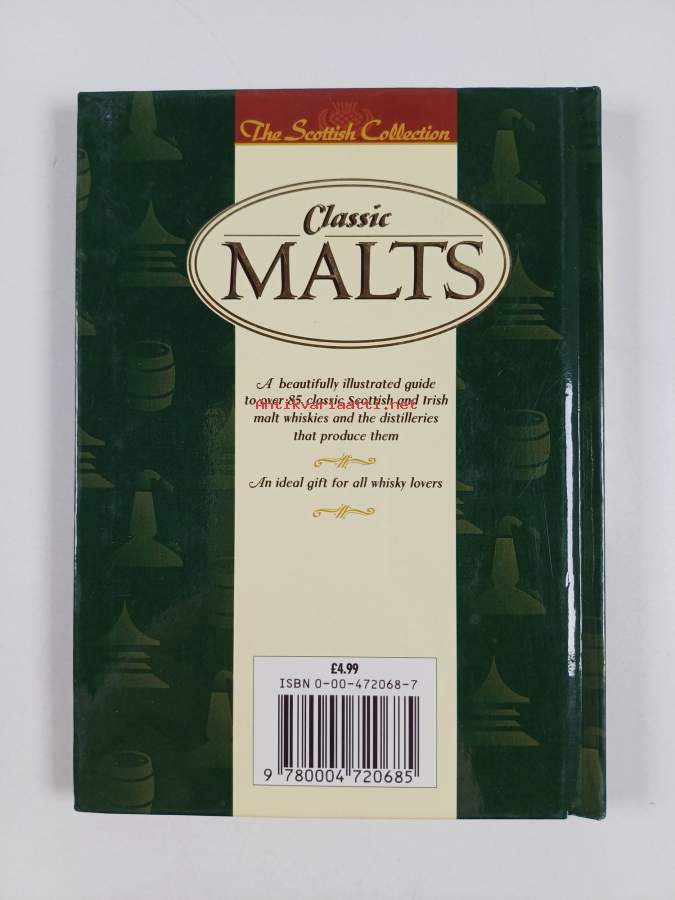 The Scottish Collection
Classic
MALTS
A beautifully illustrated guide
to over 85 classic Scottish and Irish
Antikvariaatti.net
malt whiskies and the distilleries
that produce them
An ideal gift for all whisky lovers
£4.99
ISBN 0-00-472068-7
9 780004 720685